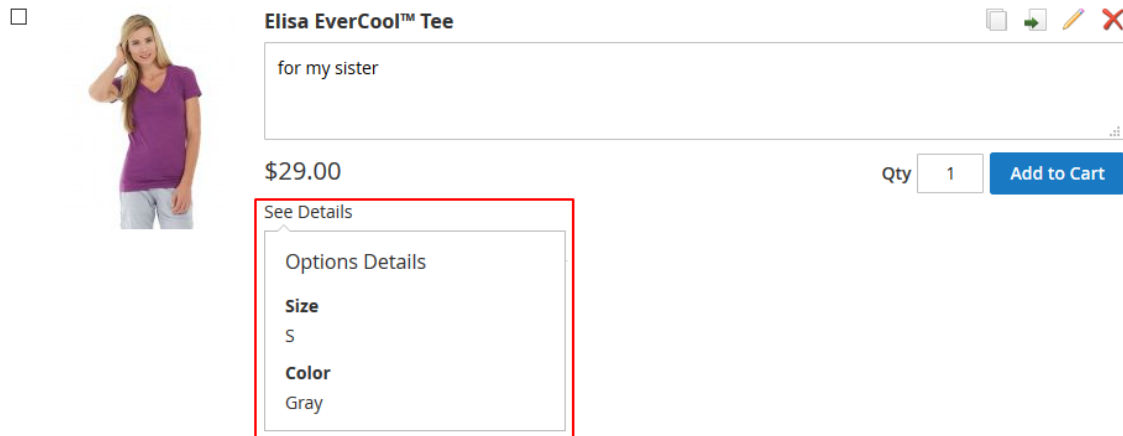 Elisa EverCool™ Tee
for my sister
$29.00
Qty 1 Add to Cart
See Details
Options Details
Size
S
Color
Gray